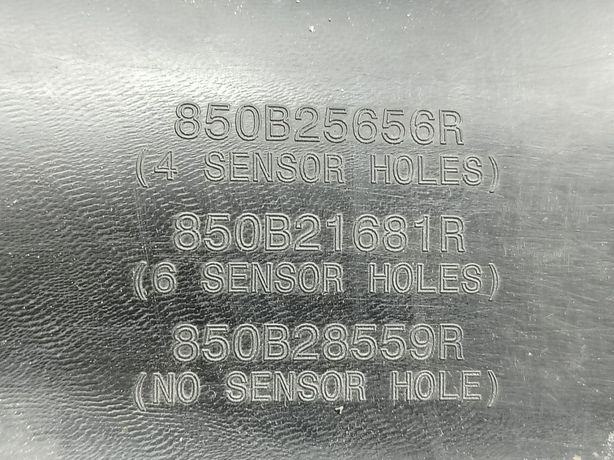 850B25656R
(4 SENSOR HOLES)
850B21681R
(6 SENSOR HOLES)
850B28559R
(NO SENSOR HOLE)